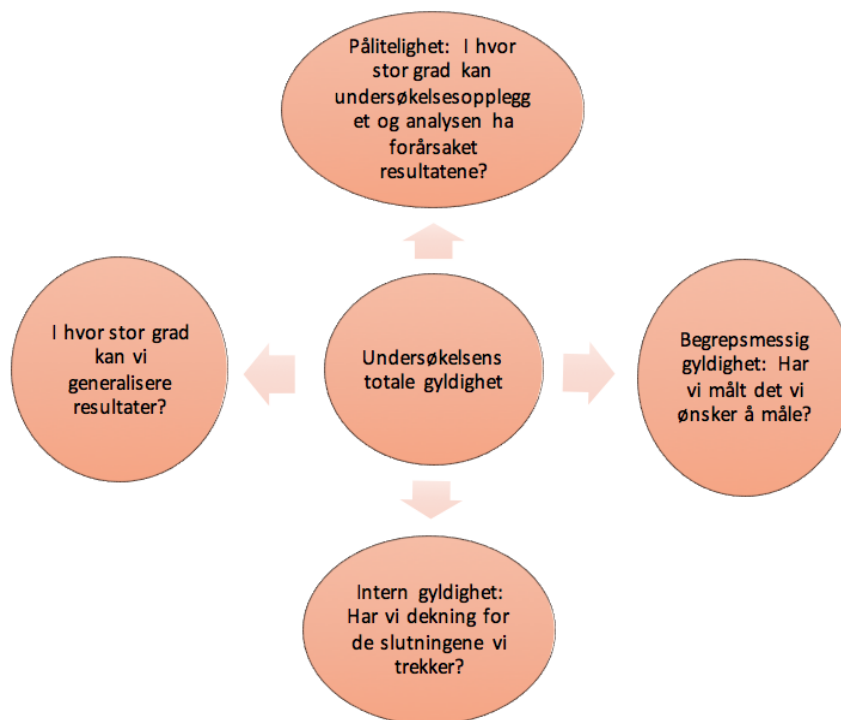 Pålitelighet: I hvor
stor grad kan
undersøkelsesopplegg
et og analysen ha
forårsaket
resultatene?
I hvor stor grad
kan vi
generalisere
resultater?
Undersøkelsens
totale gyldighet
Begrepsmessig
gyldighet: Har
vi målt det vi
ønsker å måle?
Intern gyldighet:
Har vi dekning for
de slutningene vi
trekker?